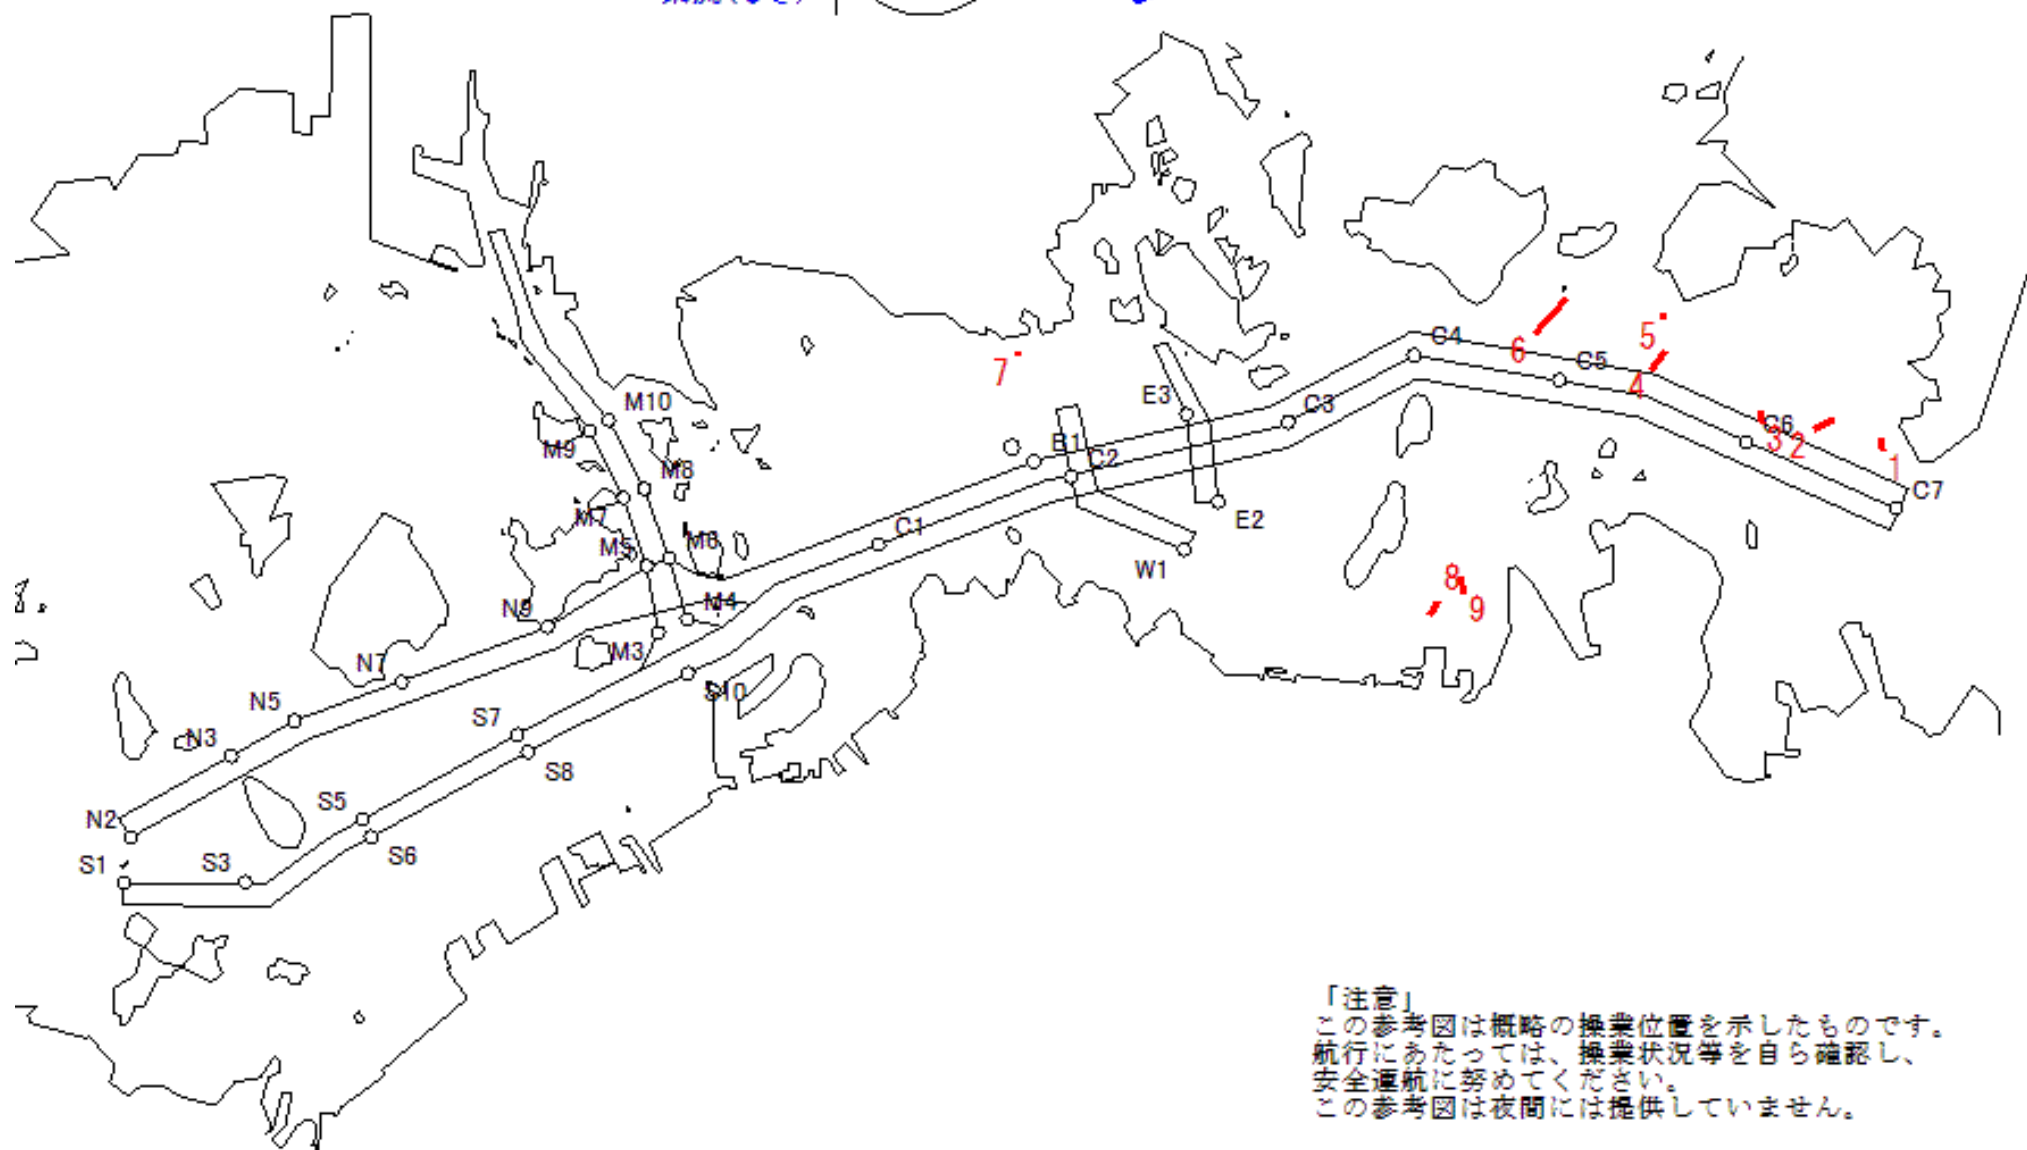 C4
6
C5
5
4
C6
3
2
1
C7
7
E3
C3
B1
C2
E2
W1
M10
M9
M8
M7
M5
M6
C1
N9
M4
M3
N7
S10
N5
N3
S7
S8
8
9
N2
S5
S6
S1
S3
「注意」
この参考図は概略の操業位置を示したものです。
航行にあたっては、操業状況等を自ら確認し、
安全運航に努めてください。
この参考図は夜間には提供していません。